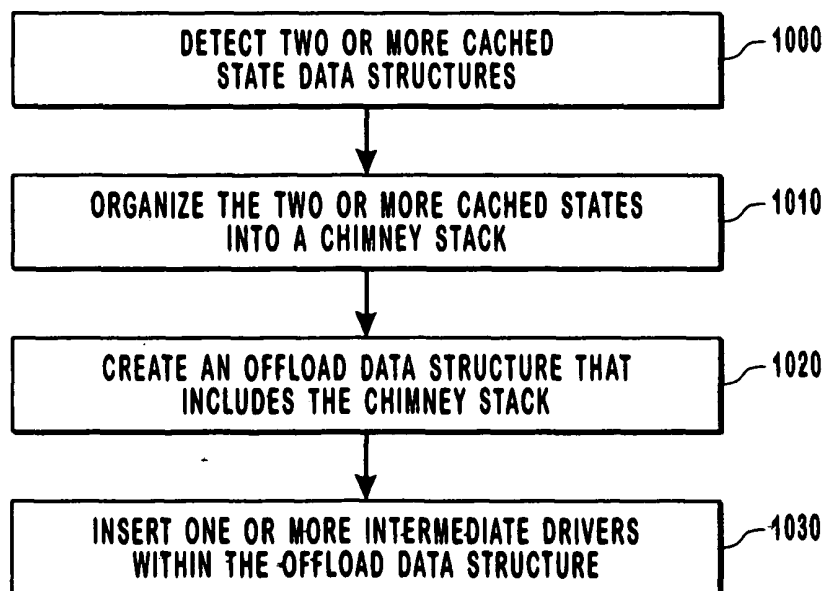 DETECT TWO OR MORE CACHED
STATE DATA STRUCTURES
1000
ORGANIZE THE TWO OR MORE CACHED STATES
INTO A CHIMNEY STACK
1010
CREATE AN OFFLOAD DATA STRUCTURE THAT
INCLUDES THE CHIMNEY STACK
1020
INSERT ONE OR MORE INTERMEDIATE DRIVERS
WITHIN THE OFFLOAD DATA STRUCTURE
1030